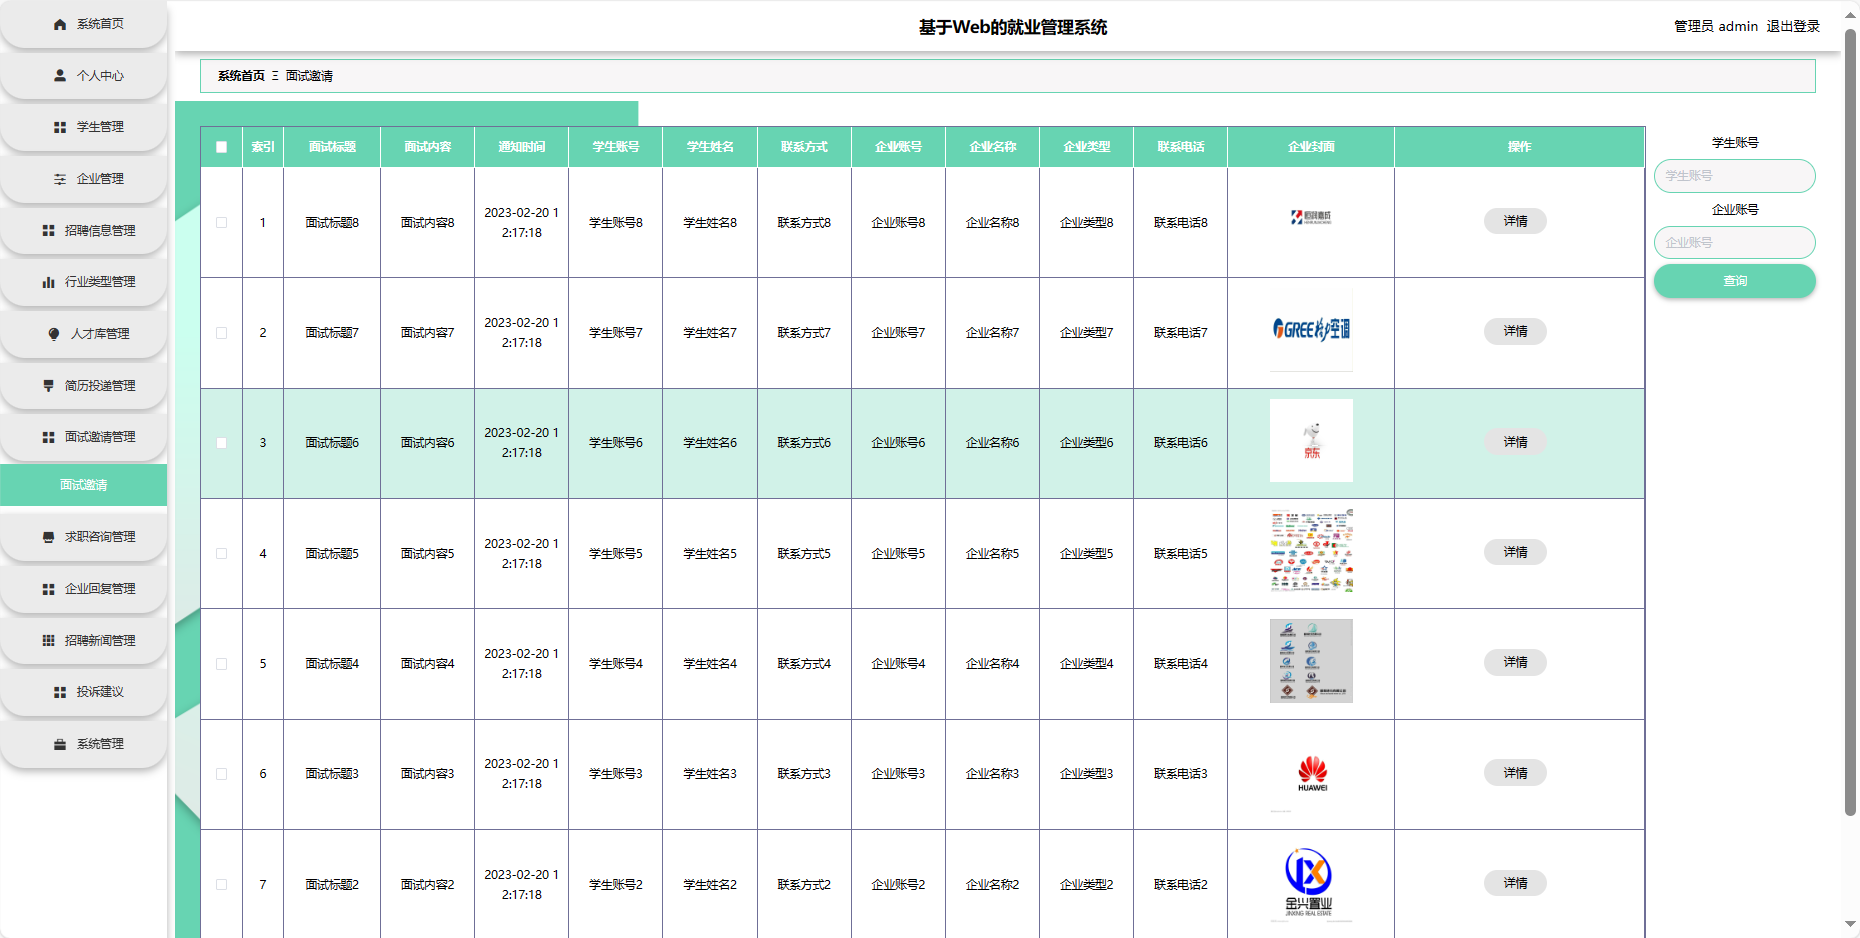 系统首页
个人中心
学生管理
企业管理
招聘信息管理
行业类型管理
人才库管理
简历投递管理
面试邀请管理
面试邀请
求职咨询管理
企业回复管理
招聘新闻管理
投诉建议
系统管理
基于Web的就业管理系统
管理员 admin 退出登录
系统首页 Ξ 面试邀请
索引 面试标题 面试内容 通知时间 学生账号 学生姓名 联系方式 企业账号 企业名称 企业类型 联系电话 企业封面 操作
1 面试标题8 面试内容8 2023-02-20 1
2:17:18 学生账号8 学生姓名8 联系方式8 企业账号8 企业名称8 企业类型8 联系电话8 详情
2 面试标题7 面试内容7 2023-02-20 1
2:17:18 学生账号7 学生姓名7 联系方式7 企业账号7 企业名称7 企业类型7 联系电话7 GREE格力空调 详情
3 面试标题6 面试内容6 2023-02-20 1
2:17:18 学生账号6 学生姓名6 联系方式6 企业账号6 企业名称6 企业类型6 联系电话6 京东 详情
4 面试标题5 面试内容5 2023-02-20 1
2:17:18 学生账号5 学生姓名5 联系方式5 企业账号5 企业名称5 企业类型5 联系电话5 详情
5 面试标题4 面试内容4 2023-02-20 1
2:17:18 学生账号4 学生姓名4 联系方式4 企业账号4 企业名称4 企业类型4 联系电话4 详情
6 面试标题3 面试内容3 2023-02-20 1
2:17:18 学生账号3 学生姓名3 联系方式3 企业账号3 企业名称3 企业类型3 联系电话3 HUAWEI 详情
7 面试标题2 面试内容2 2023-02-20 1
2:17:18 学生账号2 学生姓名2 联系方式2 企业账号2 企业名称2 企业类型2 联系电话2 金兴置业 详情
JINXING REAL ESTATE
学生账号
学生账号
企业账号
企业账号
查询